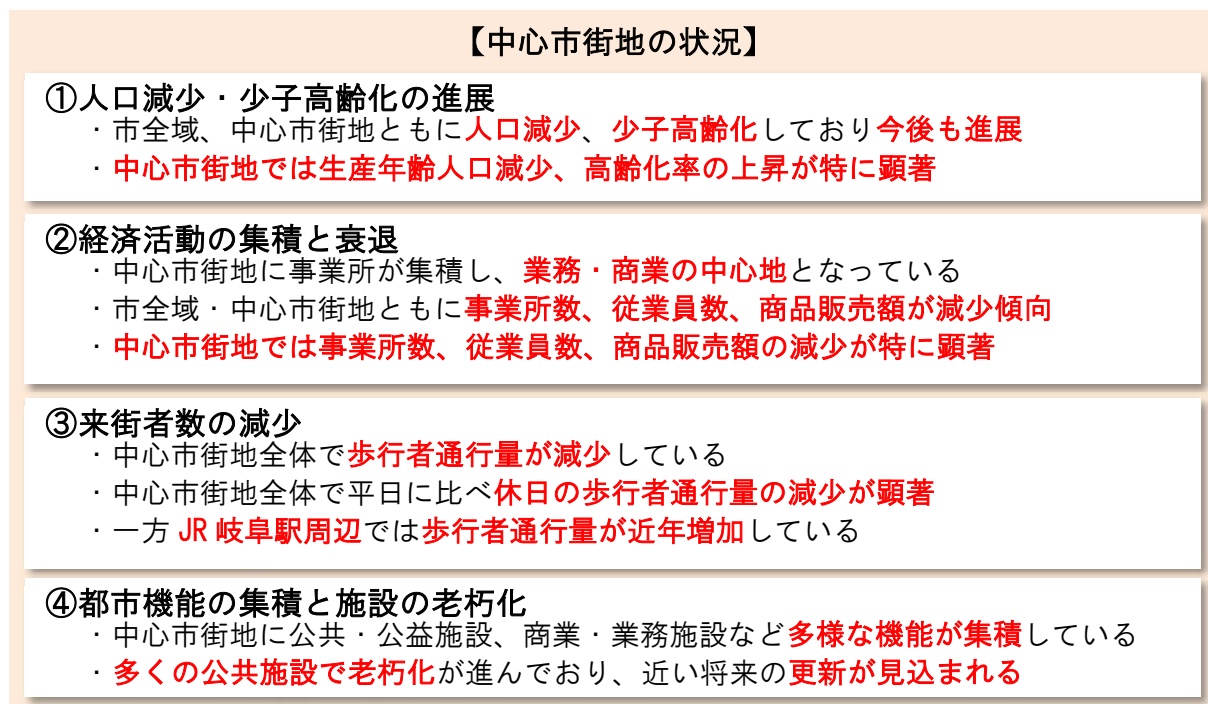 【中心市街地の状況】
①人口減少・少子高齢化の進展
・市全域、中心市街地ともに人口減少、少子高齢化しており今後も進展
・中心市街地では生産年齢人口減少、高齢化率の上昇が特に顕著
②経済活動の集積と衰退
・中心市街地に事業所が集積し、業務・商業の中心地となっている
・市全域・中心市街地ともに事業所数、従業員数、商品販売額が減少傾向
・中心市街地では事業所数、従業員数、商品販売額の減少が特に顕著
③来街者数の減少
・中心市街地全体で歩行者通行量が減少している
・中心市街地全体で平日に比べ休日の歩行者通行量の減少が顕著
・一方 JR 岐阜駅周辺では歩行者通行量が近年増加している
④都市機能の集積と施設の老朽化
・中心市街地に公共・公益施設、商業・業務施設など多様な機能が集積している
・多くの公共施設で老朽化が進んでおり、近い将来の更新が見込まれる